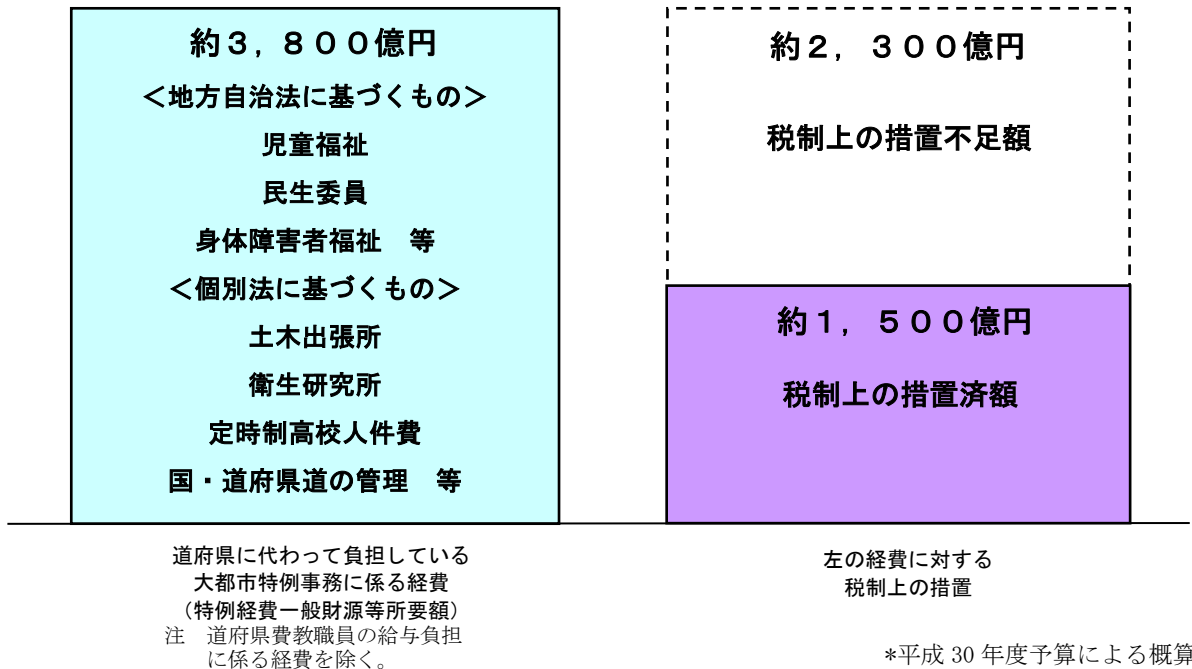 約３，８００億円
＜地方自治法に基づくもの＞
児童福祉
民生委員
身体障害者福祉　等
＜個別法に基づくもの＞
土木出張所
衛生研究所
定時制高校人件費
国・道府県道の管理　等
道府県に代わって負担している
大都市特例事務に係る経費
（特例経費一般財源等所要額）
注　道府県費教職員の給与負担
に係る経費を除く。
約２，３００億円
税制上の措置不足額
約１，５００億円
税制上の措置済額
左の経費に対する
税制上の措置
*平成 30 年度予算による概算